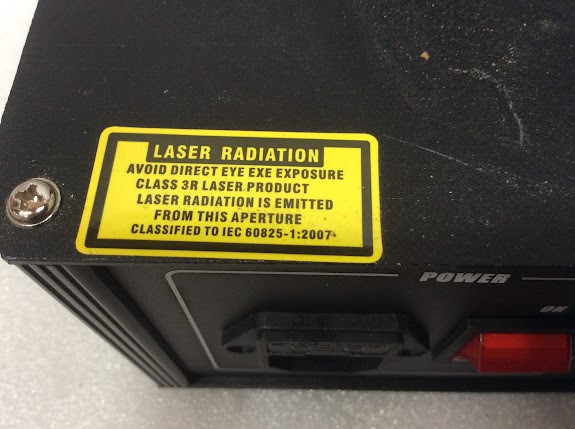 LASER RADIATION
AVOID DIRECT EYE EXE EXPOSURE
CLASS 3R LASER PRODUCT
LASER RADIATION IS EMITTED
FROM THIS APERTURE
CLASSIFIED TO IEC 60825-1:2007
POWER
ON